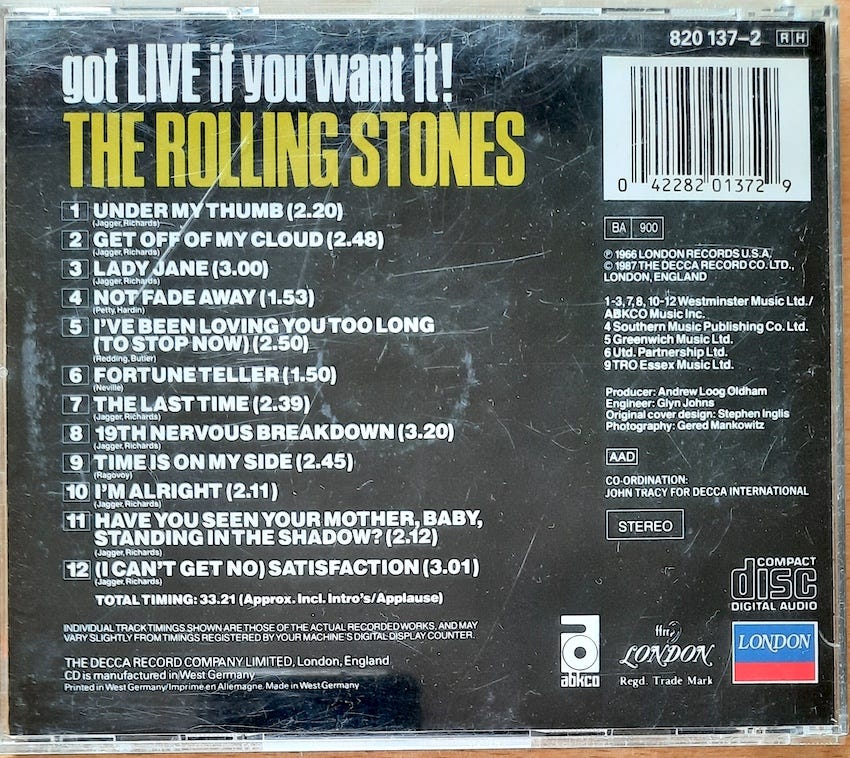 820 137-2 RH
got LIVE if you want it!
THE ROLLING STONES
1 UNDER MY THUMB (2.20)
(Jagger, Richards)
2 GET OFF OF MY CLOUD (2.48)
(Jagger, Richards)
3 LADY JANE (3.00)
(Jagger, Richards)
4 NOT FADE AWAY (1.53)
(Petty, Hardin)
5 I'VE BEEN LOVING YOU TOO LONG
(TO STOP NOW) (2.50)
(Redding, Butler)
6 FORTUNE TELLER (1.50)
(Neville)
7 THE LAST TIME (2.39)
(Jagger, Richards)
8 19TH NERVOUS BREAKDOWN (3.20)
(Jagger, Richards)
9 TIME IS ON MY SIDE (2.45)
(Ragovoy)
10 I'M ALRIGHT (2.11)
(Jagger, Richards)
11 HAVE YOU SEEN YOUR MOTHER, BABY,
STANDING IN THE SHADOW? (2.12)
(Jagger, Richards)
12 (I CAN'T GET NO) SATISFACTION (3.01)
(Jagger, Richards)
TOTAL TIMING: 33.21 (Approx. Incl. Intro's/Applause)
INDIVIDUAL TRACK TIMINGS SHOWN ARE THOSE OF THE ACTUAL RECORDED WORKS, AND MAY
VARY SLIGHTLY FROM TIMINGS REGISTERED BY YOUR MACHINE'S DIGITAL DISPLAY COUNTER.
THE DECCA RECORD COMPANY LIMITED, London, England
CD is manufactured in West Germany
Printed in West Germany/Imprimé en Allemagne. Made in West Germany
0 42282 01372 9
BA 900
℗ 1966 LONDON RECORDS U.S.A.
© 1987 THE DECCA RECORD CO. LTD.,
LONDON, ENGLAND
1-3, 7, 8, 10-12 Westminster Music Ltd./
ABKCO Music Inc.
4 Southern Music Publishing Co. Ltd.
5 Greenwich Music Ltd.
6 Utd. Partnership Ltd.
9 TRO Essex Music Ltd.
Producer: Andrew Loog Oldham
Engineer: Glyn Johns
Original cover design: Stephen Inglis
Photography: Gered Mankowitz
AAD
CO-ORDINATION:
JOHN TRACY FOR DECCA INTERNATIONAL
STEREO
COMPACT
disc
DIGITAL AUDIO
abkco
ffrr
LONDON
Regd. Trade Mark
LONDON